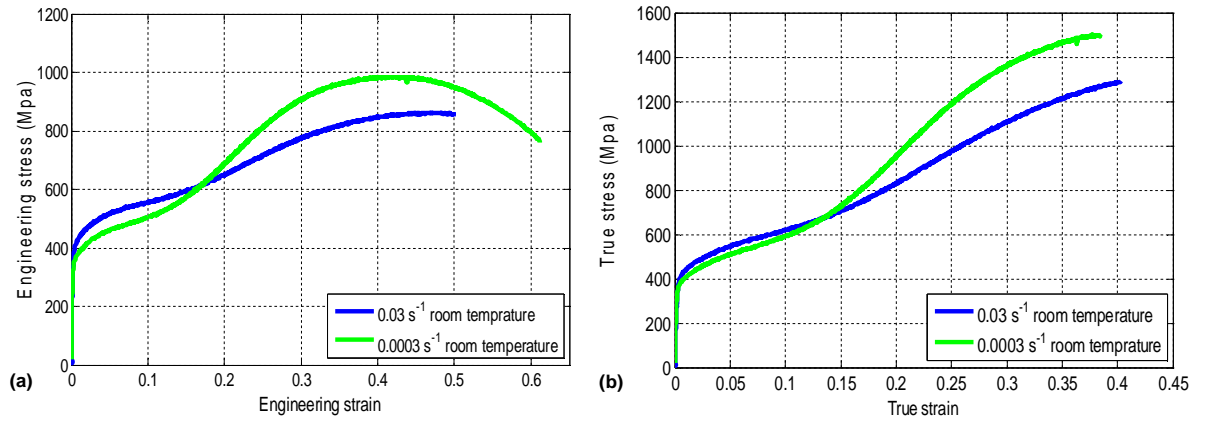 1200
1000
800
600
400
200
0
Engineering stress (Mpa)
0 0.1 0.2 0.3 0.4 0.5 0.6
Engineering strain
0.03 s-1 room temprature
0.0003 s-1 room temperature
(a)
1600
1400
1200
1000
800
600
400
200
0
True stress (Mpa)
0 0.05 0.1 0.15 0.2 0.25 0.3 0.35 0.4 0.45
True strain
0.03 s-1 room temperature
0.0003 s-1 room temperature
(b)